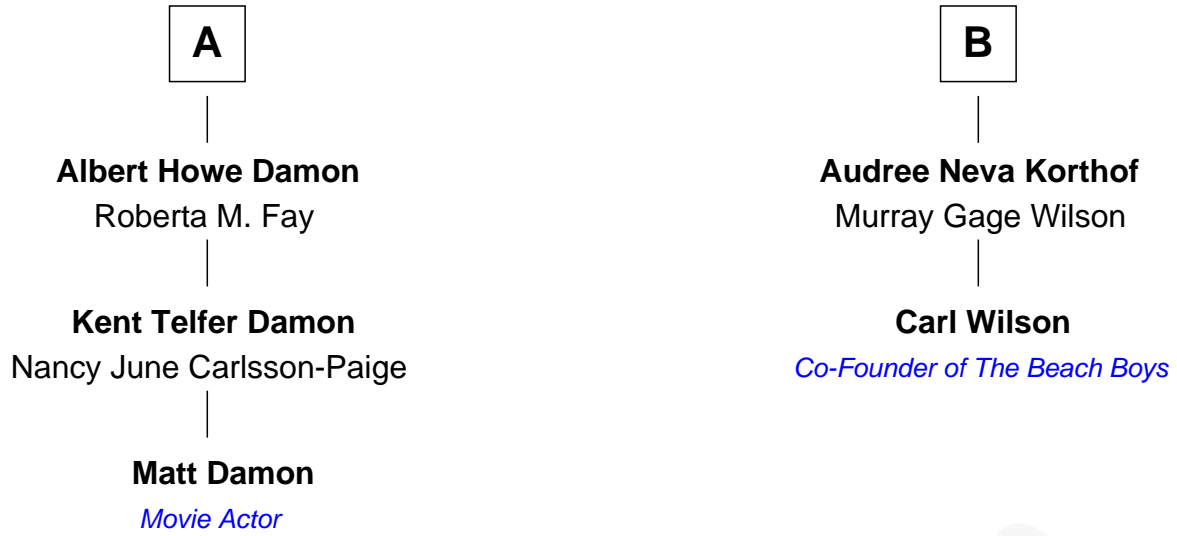 A
B
Albert Howe Damon
Roberta M. Fay
Audree Neva Korthof
Murray Gage Wilson
Kent Telfer Damon
Nancy June Carlsson-Paige
Carl Wilson
Co-Founder of The Beach Boys
Matt Damon
Movie Actor